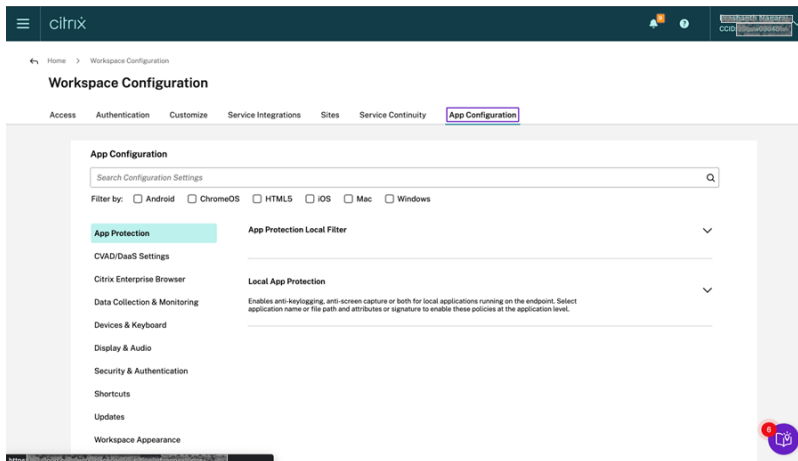 citrix
9
?
CCID:
Home > Workspace Configuration
Workspace Configuration
Access Authentication Customize Service Integrations Sites Service Continuity App Configuration
App Configuration
Search Configuration Settings
Filter by: Android ChromeOS HTML5 iOS Mac Windows
App Protection
App Protection Local Filter
CVAD/DaaS Settings
Citrix Enterprise Browser
Local App Protection
Data Collection & Monitoring
Enables anti-keylogging, anti-screen capture or both for local applications running on the endpoint. Select
application name or file path and attributes or signature to enable these policies at the application level.
Devices & Keyboard
Display & Audio
Security & Authentication
Shortcuts
Updates
6
Workspace Appearance